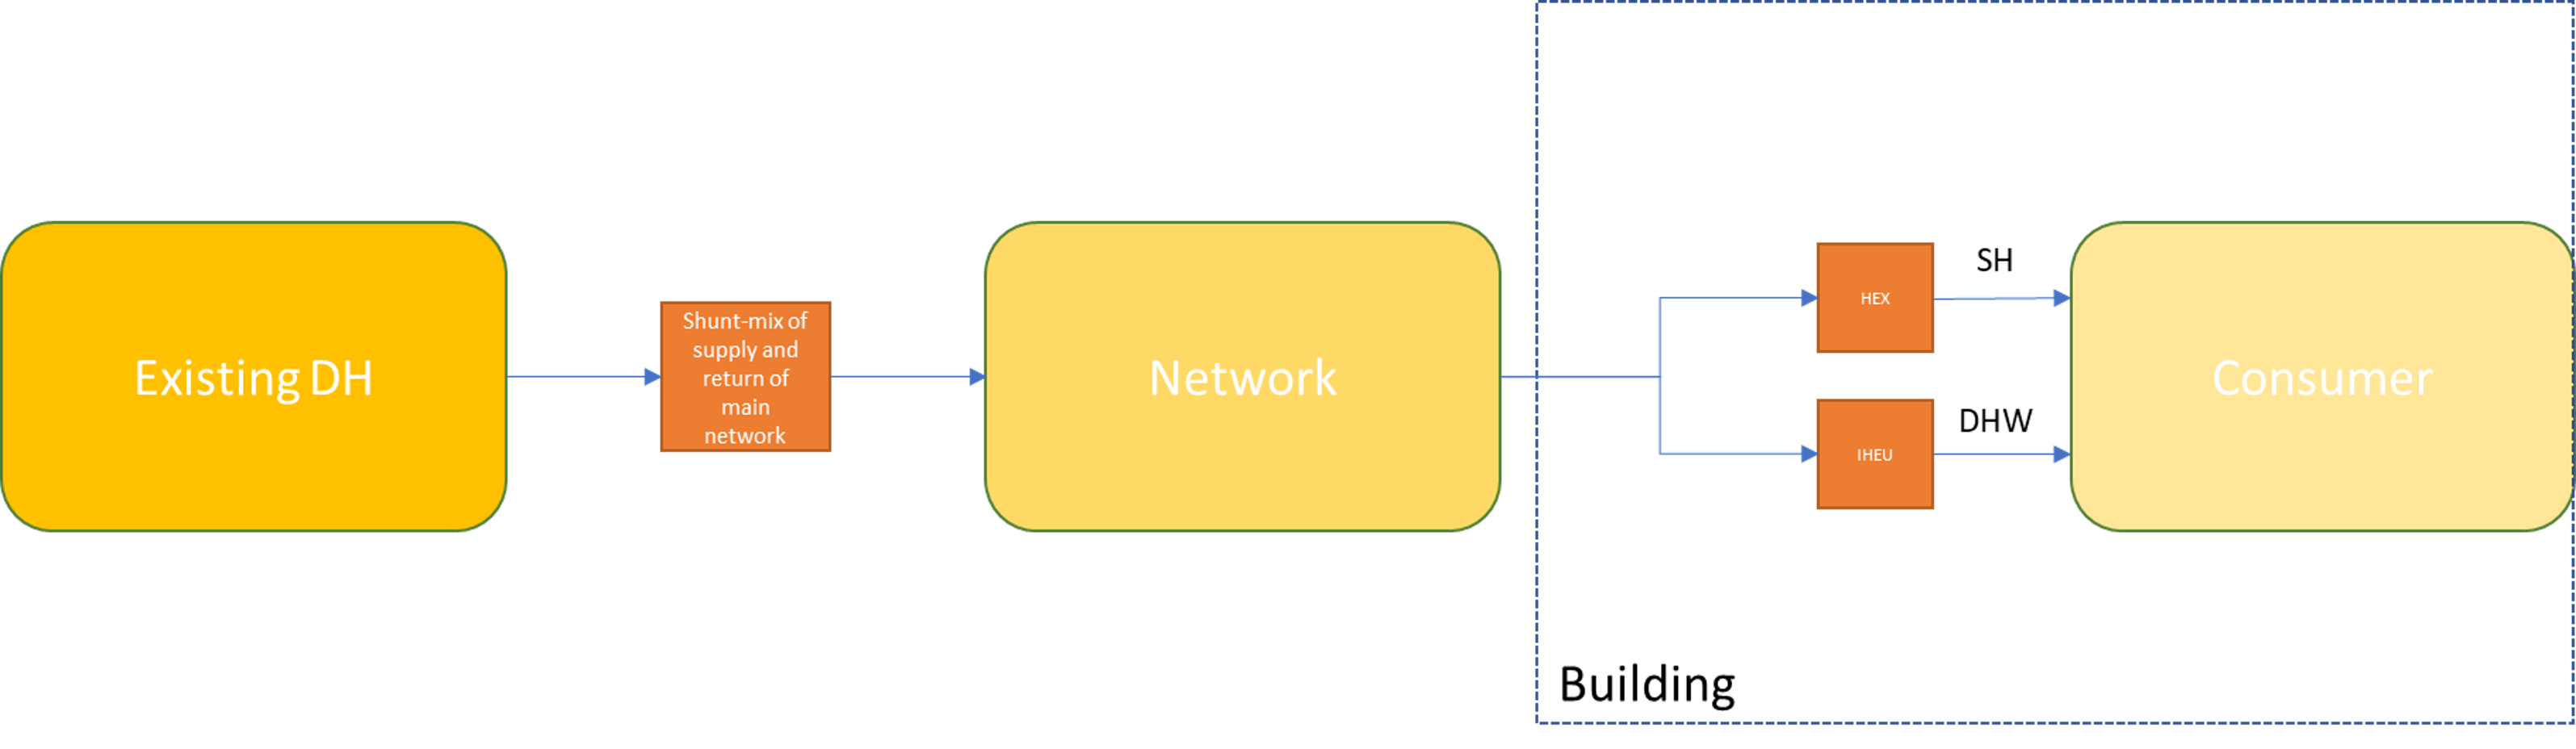 Existing DH
Shunt-mix of
supply and
return of
main
network
Network
HEX
SH
IHEU
DHW
Consumer
Building